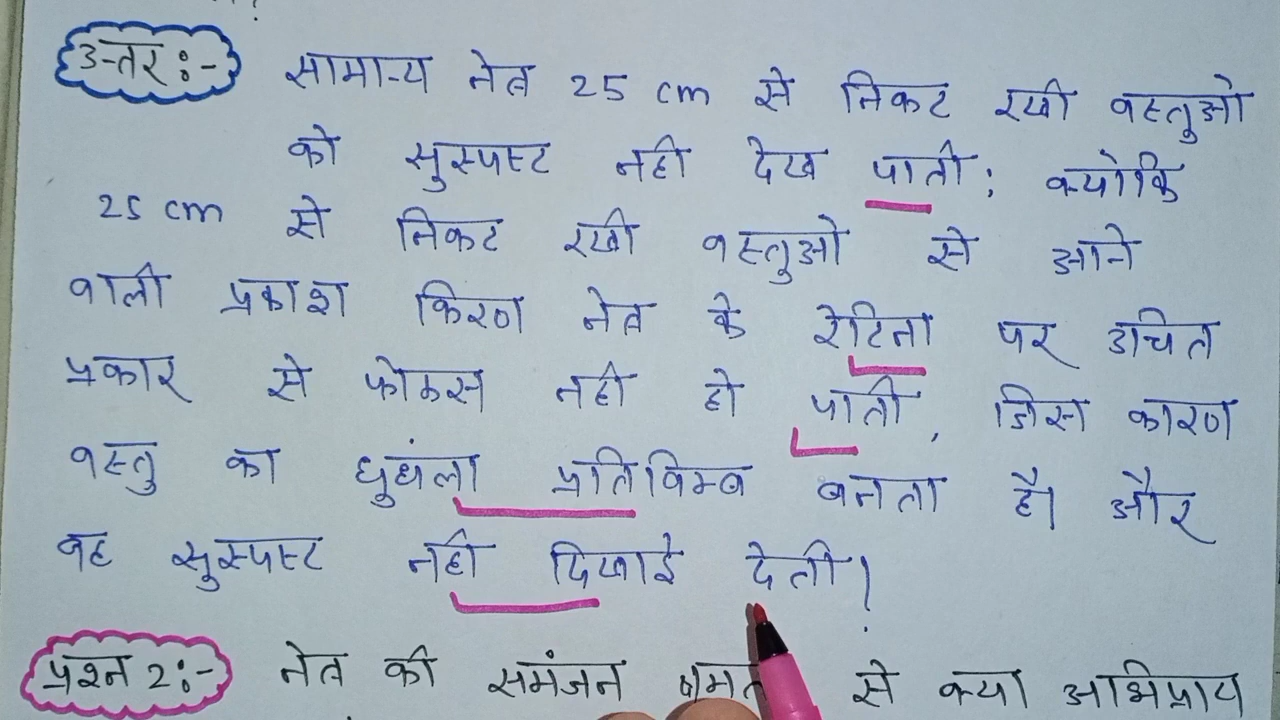 उत्तर:- सामान्य नेत्र 25 cm से निकट रखी वस्तुओ
को सुस्पष्ट नही देख पाती; क्योकि
25 cm से निकट रखी वस्तुओ से आने
वाली प्रकाश किरण नेत्र के रेटिना पर उचित
प्रकार से फोकस नही हो पाती, जिस कारण
वस्तु का धुधंला प्रतिविम्ब बनता है। और
वह सुस्पष्ट नही दिखाई देती।
प्रश्न 2:- नेत्र की समंजन क्षमता से क्या अभिप्राय